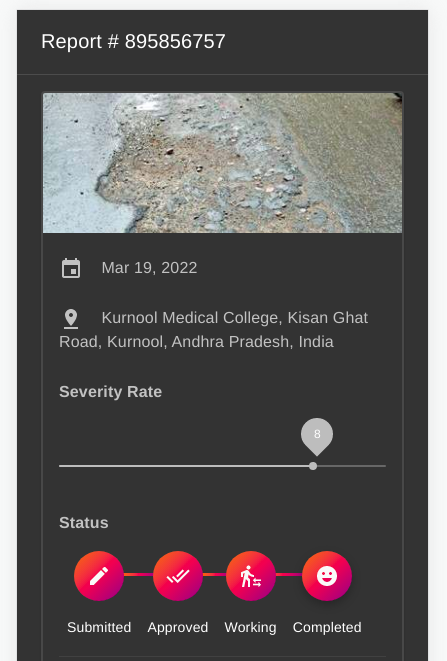 Report # 895856757
Mar 19, 2022
Kurnool Medical College, Kisan Ghat
Road, Kurnool, Andhra Pradesh, India
Severity Rate
8
Status
Submitted Approved Working Completed